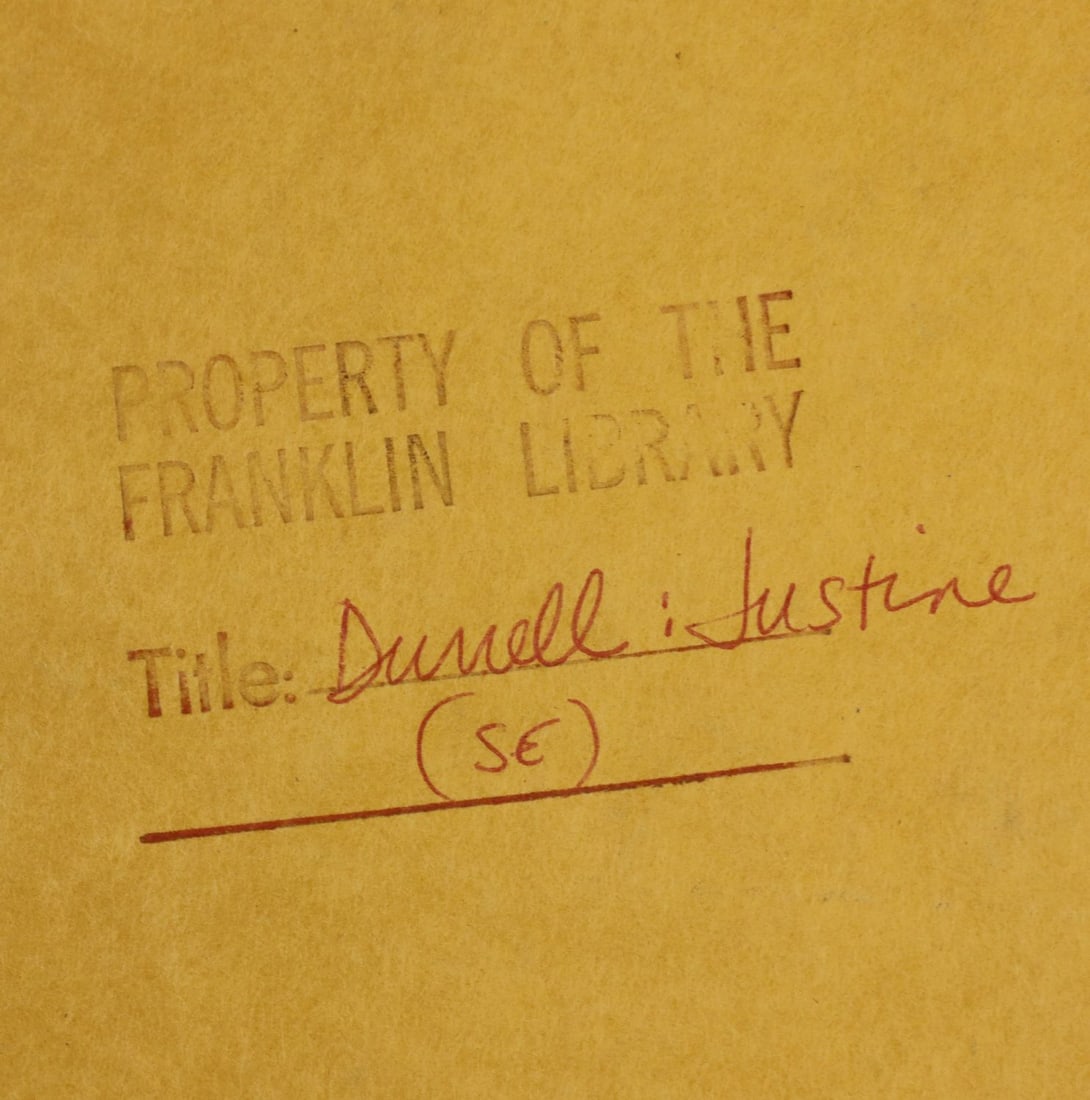 PROPERTY OF THE
FRANKLIN LIBRARY
Title: Durrell : Justine
(SE)